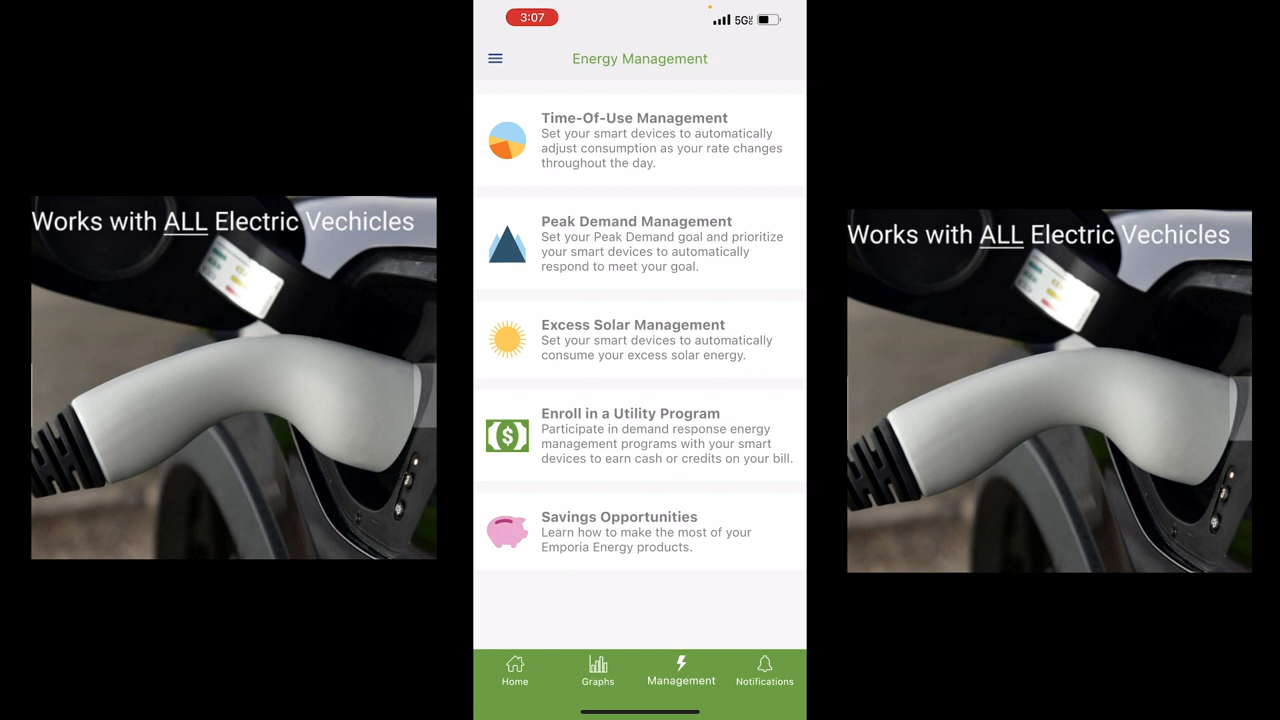 3:07
5G
Energy Management
Works with ALL Electric Vechicles
Time-Of-Use Management
Set your smart devices to automatically
adjust consumption as your rate changes
throughout the day.
Peak Demand Management
Set your Peak Demand goal and prioritize
your smart devices to automatically
respond to meet your goal.
Excess Solar Management
Set your smart devices to automatically
consume your excess solar energy.
Enroll in a Utility Program
Participate in demand response energy
management programs with your smart
devices to earn cash or credits on your bill.
Savings Opportunities
Learn how to make the most of your
Emporia Energy products.
Home
Graphs
Management
Notifications
Works with ALL Electric Vechicles